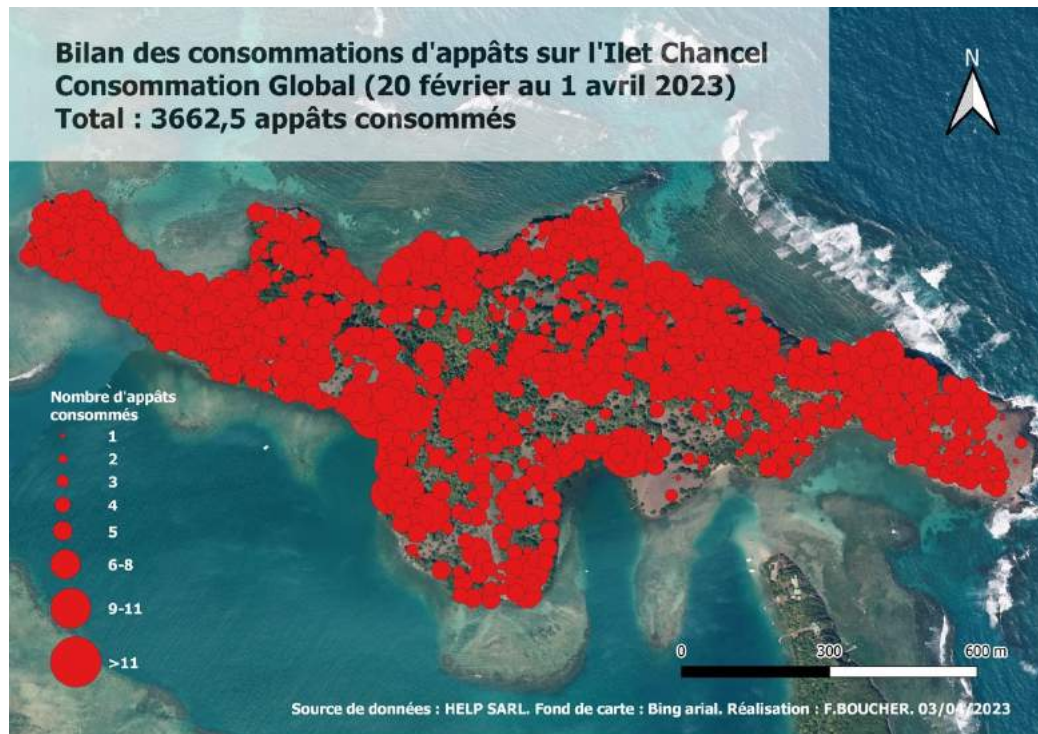 Bilan des consommations d'appâts sur l'Ilet Chancel
Consommation Global (20 février au 1 avril 2023)
Total : 3662,5 appâts consommés
N
Nombre d'appâts
consommés
1
2
3
4
5
6-8
9-11
>11
0 300 600 m
Source de données : HELP SARL. Fond de carte : Bing arial. Réalisation : F.BOUCHER. 03/04/2023